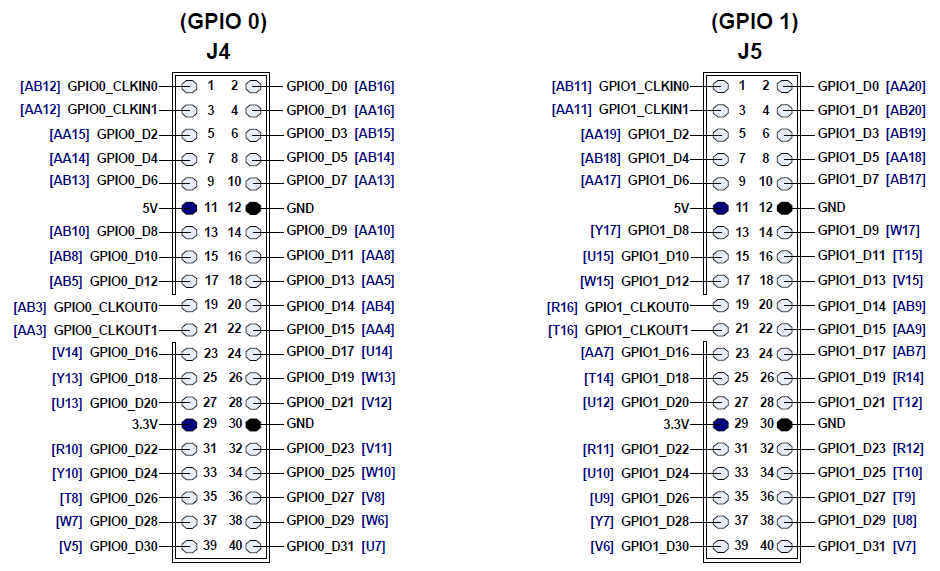 (GPIO 0) (GPIO 1)
J4 J5
[AB12] GPIO0_CLKIN0 1 2 GPIO0_D0 [AB16] [AB11] GPIO1_CLKIN0 1 2 GPIO1_D0 [AA20]
[AA12] GPIO0_CLKIN1 3 4 GPIO0_D1 [AA16] [AA11] GPIO1_CLKIN1 3 4 GPIO1_D1 [AB20]
[AA15] GPIO0_D2 5 6 GPIO0_D3 [AB15] [AA19] GPIO1_D2 5 6 GPIO1_D3 [AB19]
[AA14] GPIO0_D4 7 8 GPIO0_D5 [AB14] [AB18] GPIO1_D4 7 8 GPIO1_D5 [AA18]
[AB13] GPIO0_D6 9 10 GPIO0_D7 [AA13] [AA17] GPIO1_D6 9 10 GPIO1_D7 [AB17]
5V 11 12 GND 5V 11 12 GND
[AB10] GPIO0_D8 13 14 GPIO0_D9 [AA10] [Y17] GPIO1_D8 13 14 GPIO1_D9 [W17]
[AB8] GPIO0_D10 15 16 GPIO0_D11 [AA8] [U15] GPIO1_D10 15 16 GPIO1_D11 [T15]
[AB5] GPIO0_D12 17 18 GPIO0_D13 [AA5] [W15] GPIO1_D12 17 18 GPIO1_D13 [V15]
[AB3] GPIO0_CLKOUT0 19 20 GPIO0_D14 [AB4] [R16] GPIO1_CLKOUT0 19 20 GPIO1_D14 [AB9]
[AA3] GPIO0_CLKOUT1 21 22 GPIO0_D15 [AA4] [T16] GPIO1_CLKOUT1 21 22 GPIO1_D15 [AA9]
[V14] GPIO0_D16 23 24 GPIO0_D17 [U14] [AA7] GPIO1_D16 23 24 GPIO1_D17 [AB7]
[Y13] GPIO0_D18 25 26 GPIO0_D19 [W13] [T14] GPIO1_D18 25 26 GPIO1_D19 [R14]
[U13] GPIO0_D20 27 28 GPIO0_D21 [V12] [U12] GPIO1_D20 27 28 GPIO1_D21 [T12]
3.3V 29 30 GND 3.3V 29 30 GND
[R10] GPIO0_D22 31 32 GPIO0_D23 [V11] [R11] GPIO1_D22 31 32 GPIO1_D23 [R12]
[Y10] GPIO0_D24 33 34 GPIO0_D25 [W10] [U10] GPIO1_D24 33 34 GPIO1_D25 [T10]
[T8] GPIO0_D26 35 36 GPIO0_D27 [V8] [U9] GPIO1_D26 35 36 GPIO1_D27 [T9]
[W7] GPIO0_D28 37 38 GPIO0_D29 [W6] [Y7] GPIO1_D28 37 38 GPIO1_D29 [U8]
[V5] GPIO0_D30 39 40 GPIO0_D31 [U7] [V6] GPIO1_D30 39 40 GPIO1_D31 [V7]